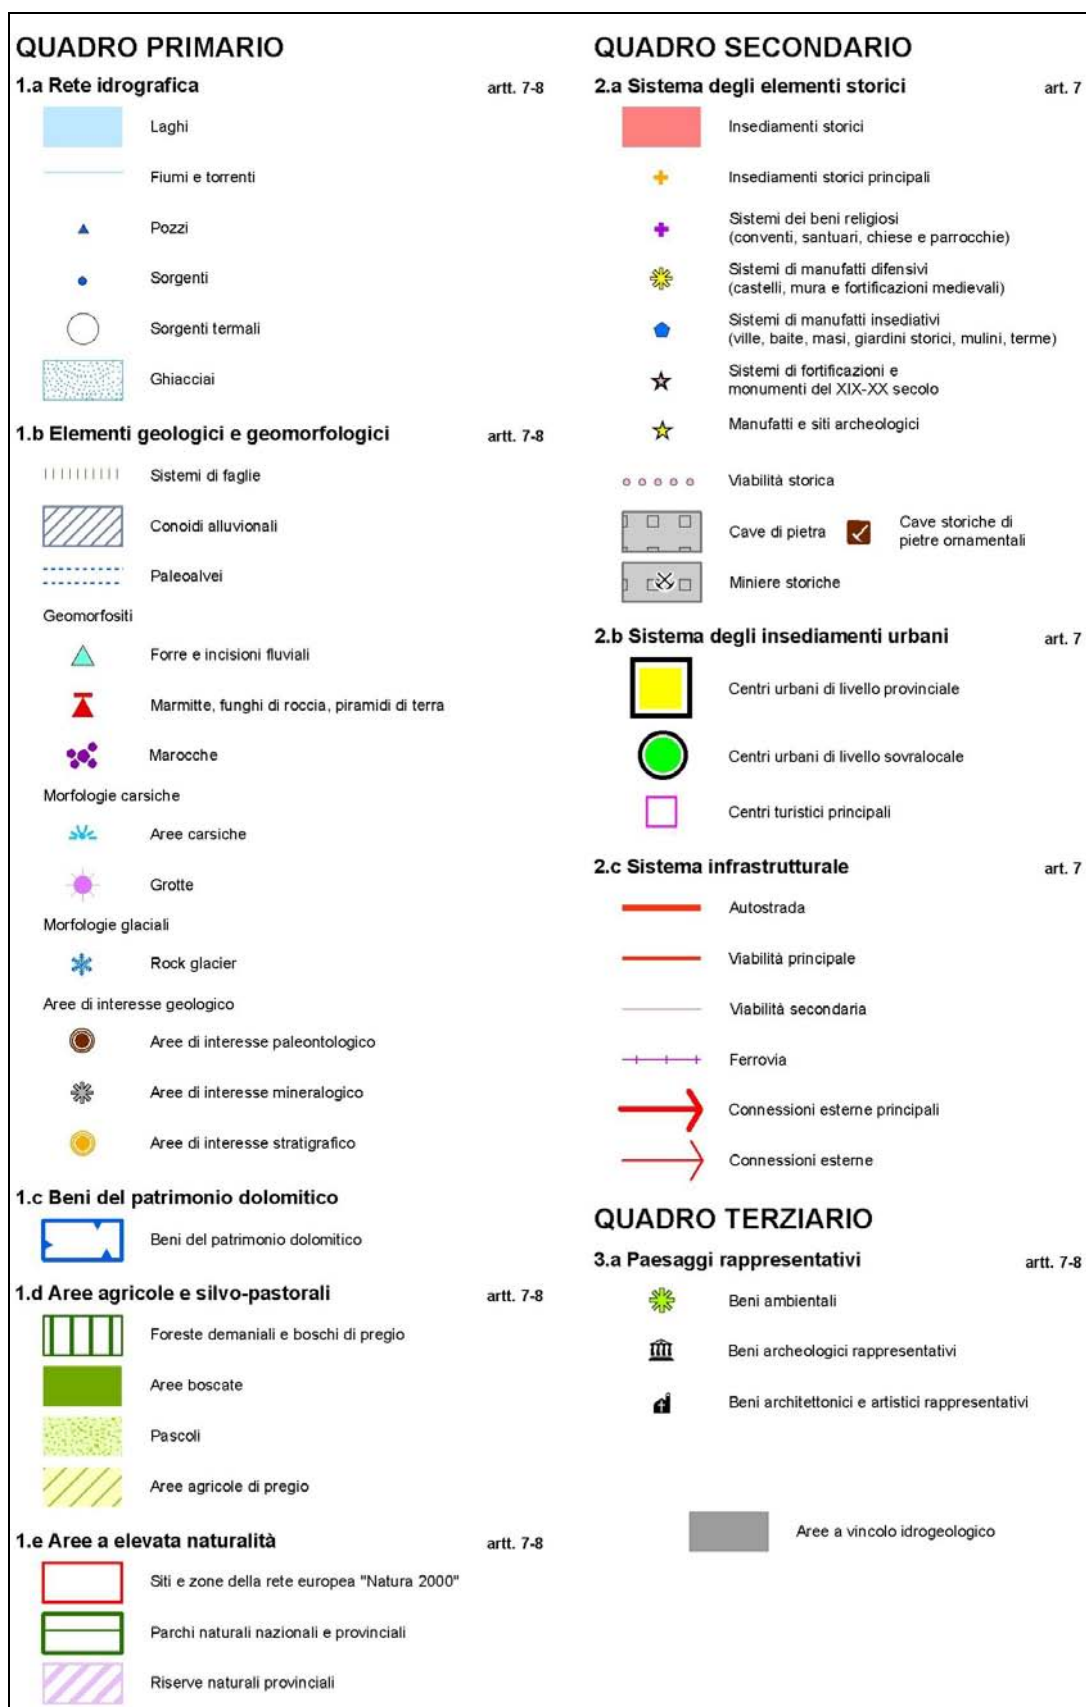 QUADRO PRIMARIO
1.a Rete idrografica artt. 7-8
Laghi
Fiumi e torrenti
Pozzi
Sorgenti
Sorgenti termali
Ghiacciai
1.b Elementi geologici e geomorfologici artt. 7-8
Sistemi di faglie
Conoidi alluvionali
Paleoalvei
Geomorfositi
Forre e incisioni fluviali
Marmitte, funghi di roccia, piramidi di terra
Marocche
Morfologie carsiche
Aree carsiche
Grotte
Morfologie glaciali
Rock glacier
Aree di interesse geologico
Aree di interesse paleontologico
Aree di interesse mineralogico
Aree di interesse stratigrafico
1.c Beni del patrimonio dolomitico
Beni del patrimonio dolomitico
1.d Aree agricole e silvo-pastorali artt. 7-8
Foreste demaniali e boschi di pregio
Aree boscate
Pascoli
Aree agricole di pregio
1.e Aree a elevata naturalità artt. 7-8
Siti e zone della rete europea "Natura 2000"
Parchi naturali nazionali e provinciali
Riserve naturali provinciali
QUADRO SECONDARIO
2.a Sistema degli elementi storici art. 7
Insediamenti storici
Insediamenti storici principali
Sistemi dei beni religiosi
(conventi, santuari, chiese e parrocchie)
Sistemi di manufatti difensivi
(castelli, mura e fortificazioni medievali)
Sistemi di manufatti insediativi
(ville, baite, masi, giardini storici, mulini, terme)
Sistemi di fortificazioni e
monumenti del XIX-XX secolo
Manufatti e siti archeologici
Viabilità storica
Cave di pietra
Cave storiche di
pietre ornamentali
Miniere storiche
2.b Sistema degli insediamenti urbani art. 7
Centri urbani di livello provinciale
Centri urbani di livello sovralocale
Centri turistici principali
2.c Sistema infrastrutturale art. 7
Autostrada
Viabilità principale
Viabilità secondaria
Ferrovia
Connessioni esterne principali
Connessioni esterne
QUADRO TERZIARIO
3.a Paesaggi rappresentativi artt. 7-8
Beni ambientali
Beni archeologici rappresentativi
Beni architettonici e artistici rappresentativi
Aree a vincolo idrogeologico